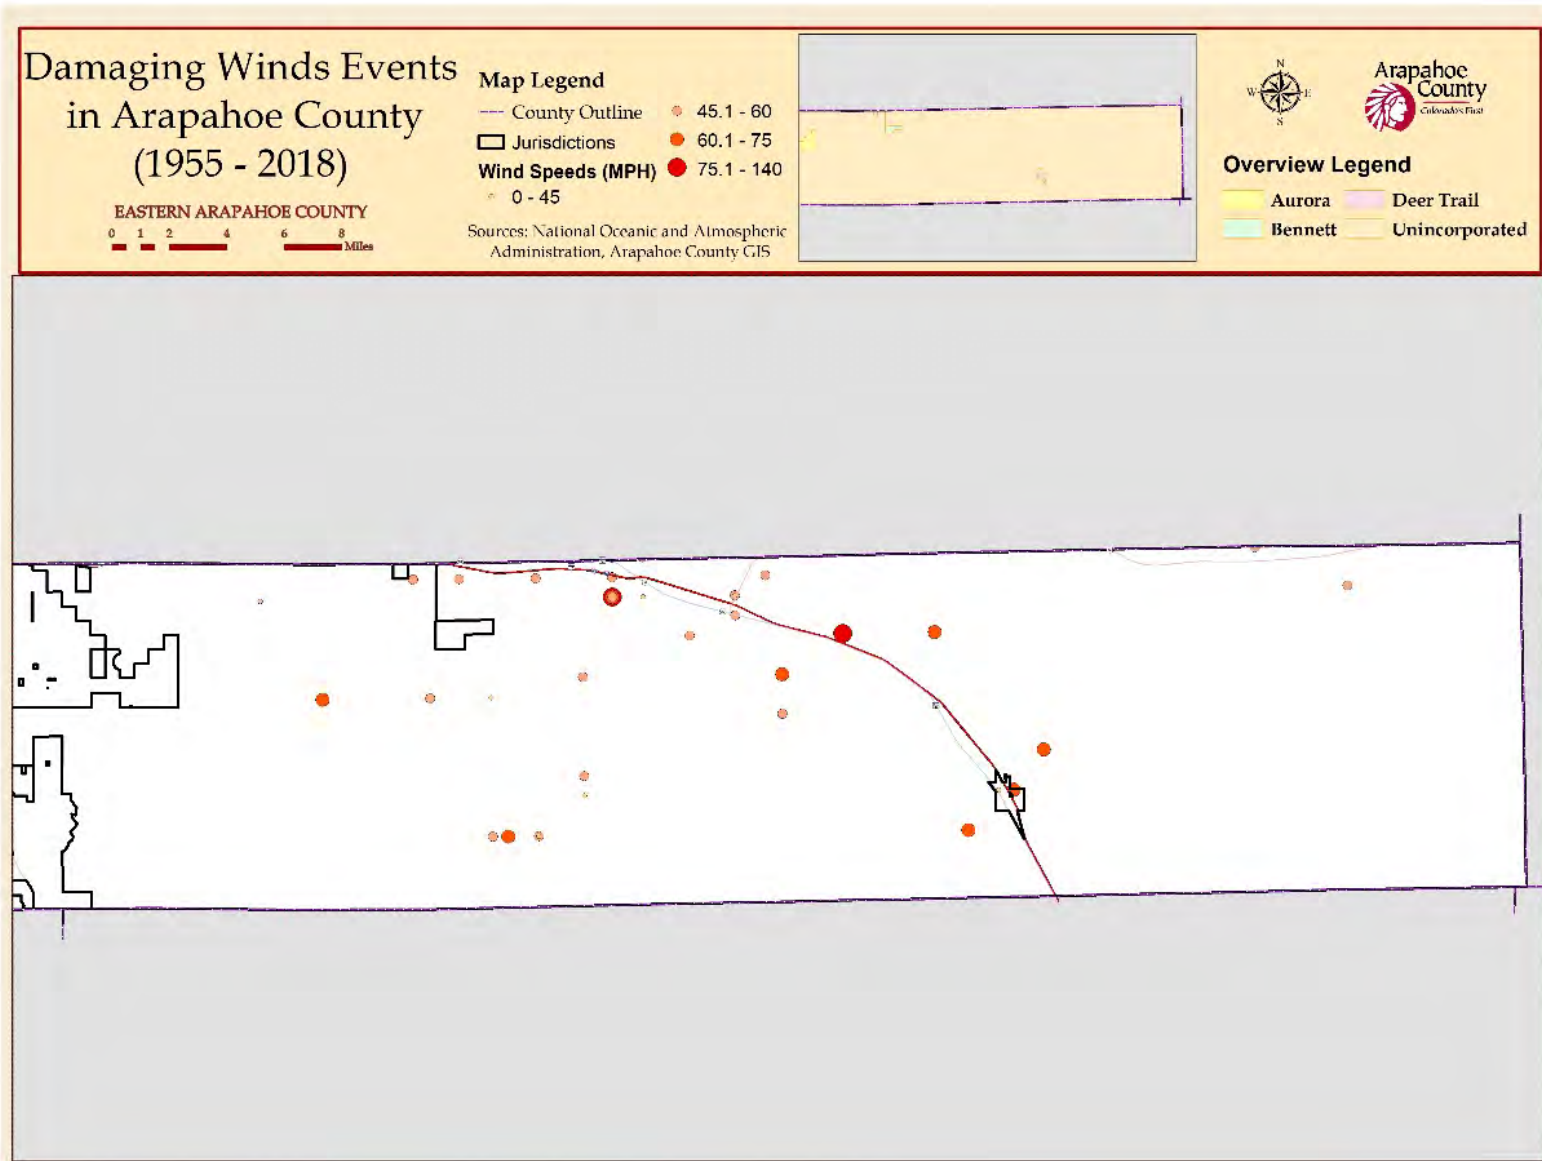 Damaging Winds Events
in Arapahoe County
(1955 - 2018)
EASTERN ARAPAHOE COUNTY
0 1 2 4 6 8
Miles
Map Legend
County Outline
Jurisdictions
Wind Speeds (MPH)
0 - 45
45.1 - 60
60.1 - 75
75.1 - 140
Sources: National Oceanic and Atmospheric
Administration, Arapahoe County GIS
N
W E
S
Arapahoe
County
Colorado's First
Overview Legend
Aurora
Deer Trail
Bennett
Unincorporated